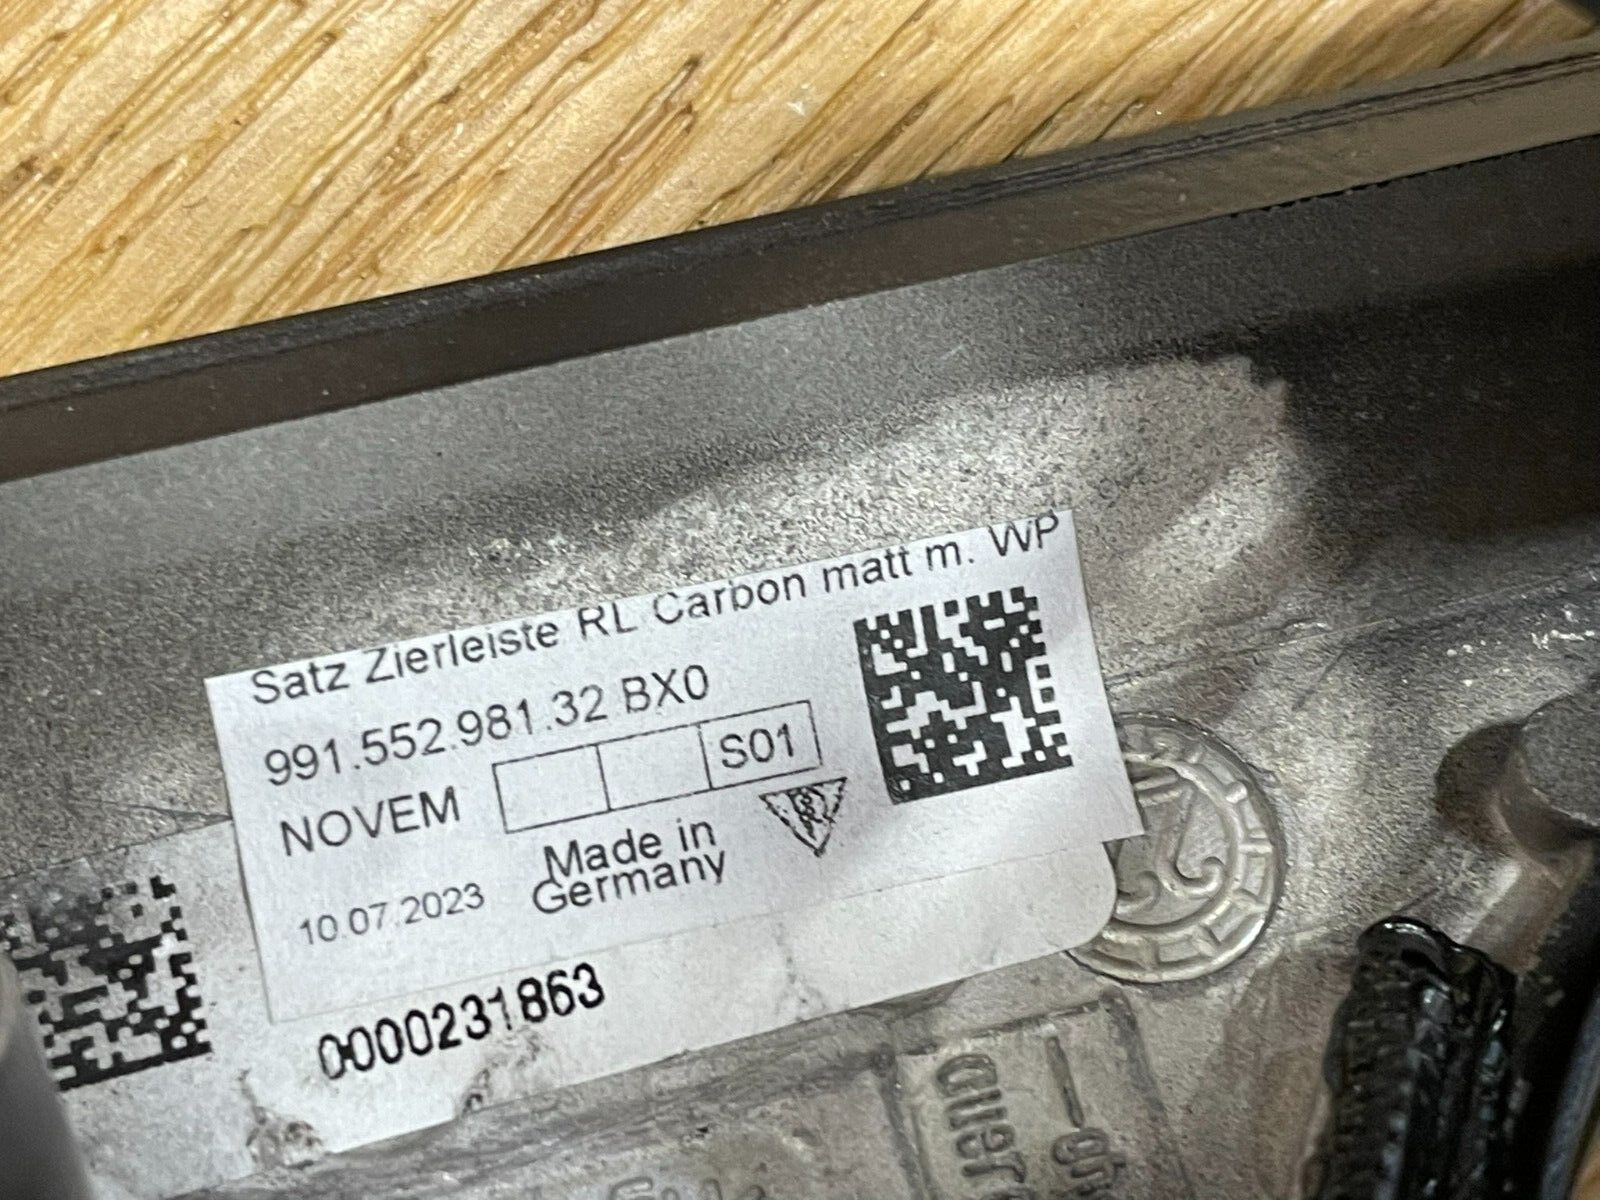 Satz Zierleiste RL Carbon matt m. WP
991.552.981.32 BX0
NOVEM
S01
Made in
Germany
10.07.2023
0000231863